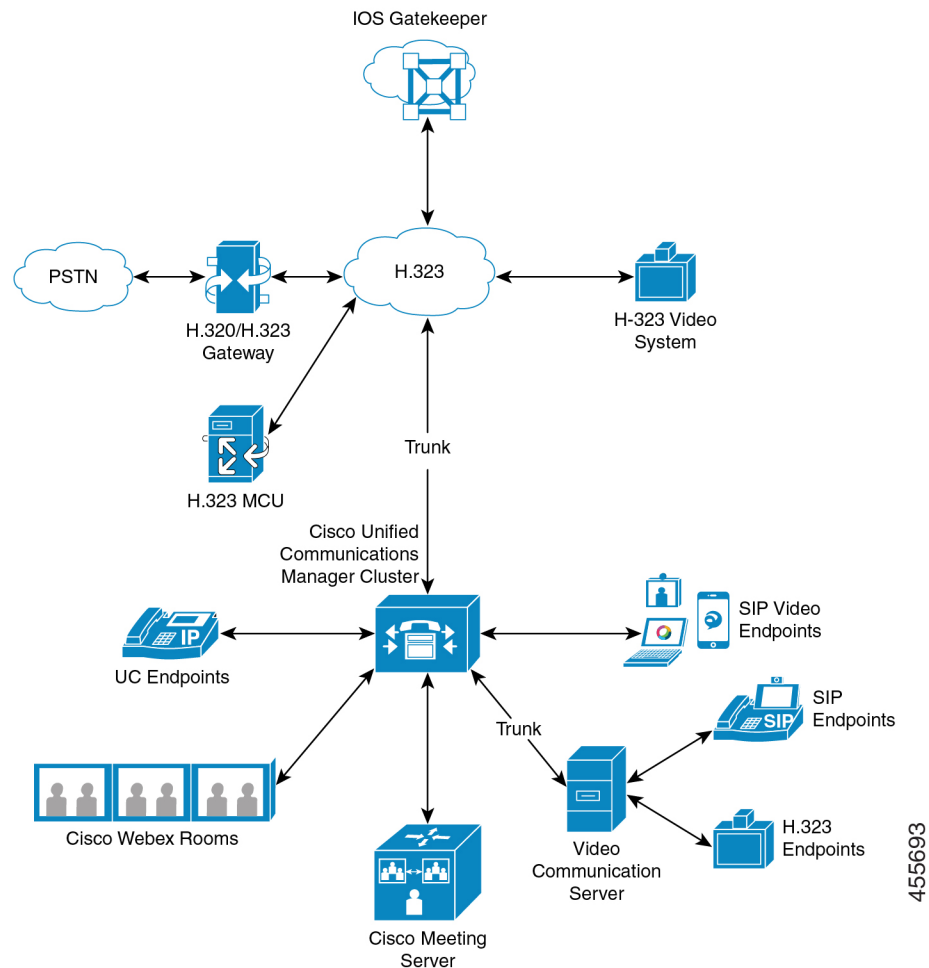 IOS Gatekeeper
PSTN
H.323
H.320/H.323
Gateway
H-323 Video
System
H.323 MCU
Trunk
Cisco Unified
Communications
Manager Cluster
IP
UC Endpoints
SIP Video
Endpoints
Trunk
SIP
SIP
Endpoints
Cisco Webex Rooms
Video
Communication
Server
H.323
Endpoints
Cisco Meeting
Server
455693